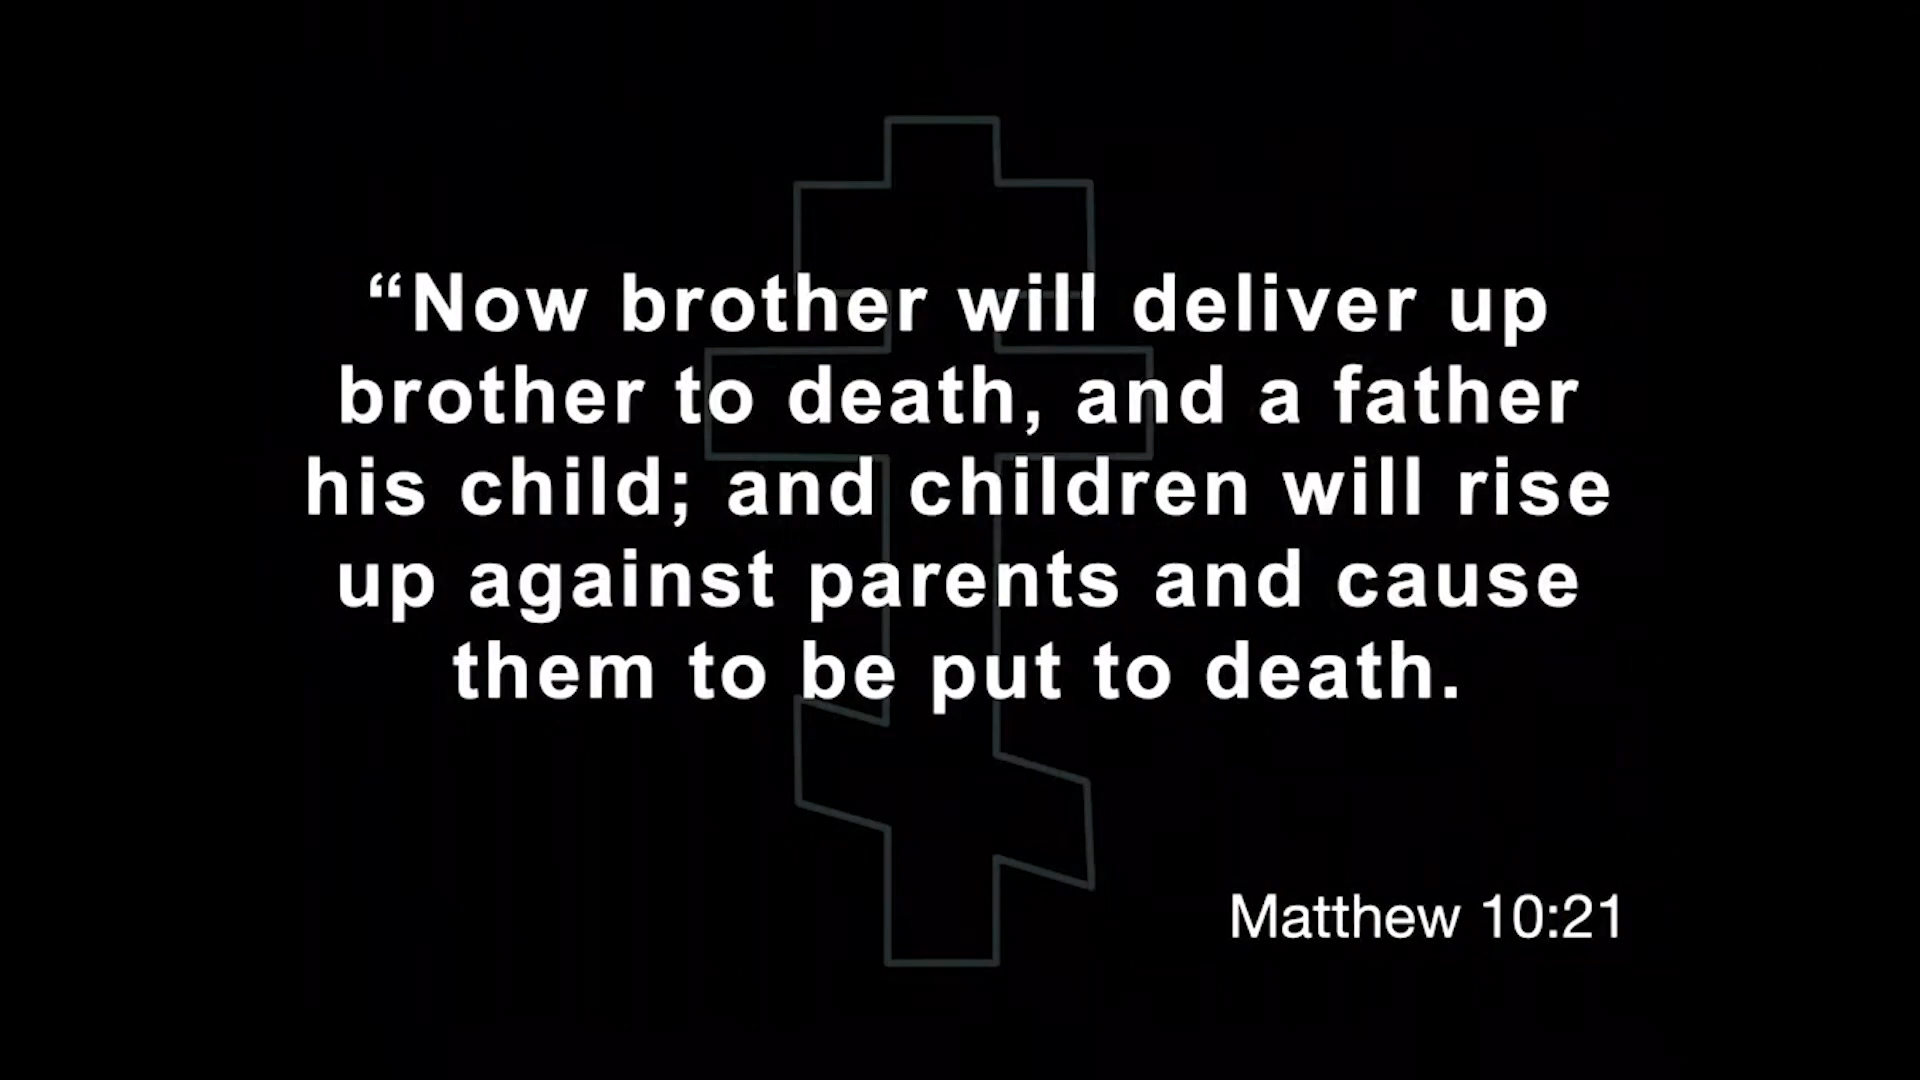 “Now brother will deliver up
brother to death, and a father
his child; and children will rise
up against parents and cause
them to be put to death.
Matthew 10:21